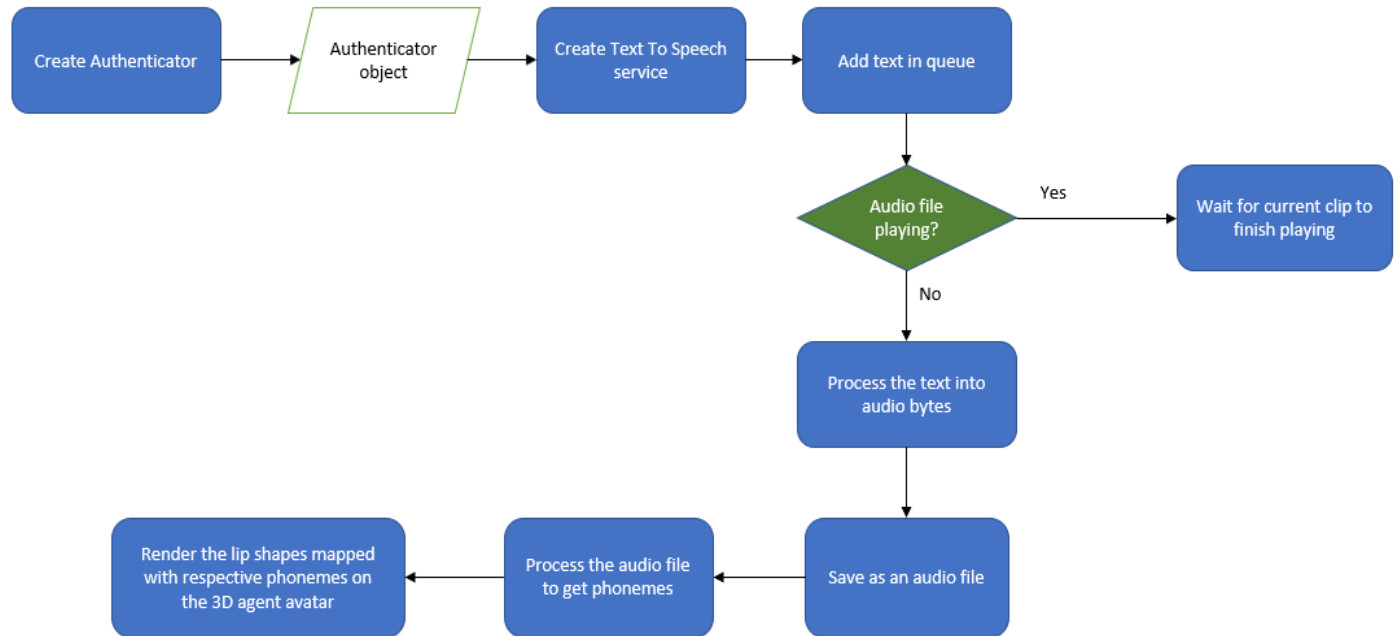 Create Authenticator
Authenticator
object
Create Text To Speech
service
Add text in queue
Audio file
playing?
Yes
Wait for current clip to
finish playing
No
Process the text into
audio bytes
Save as an audio file
Process the audio file
to get phonemes
Render the lip shapes mapped
with respective phonemes on
the 3D agent avatar